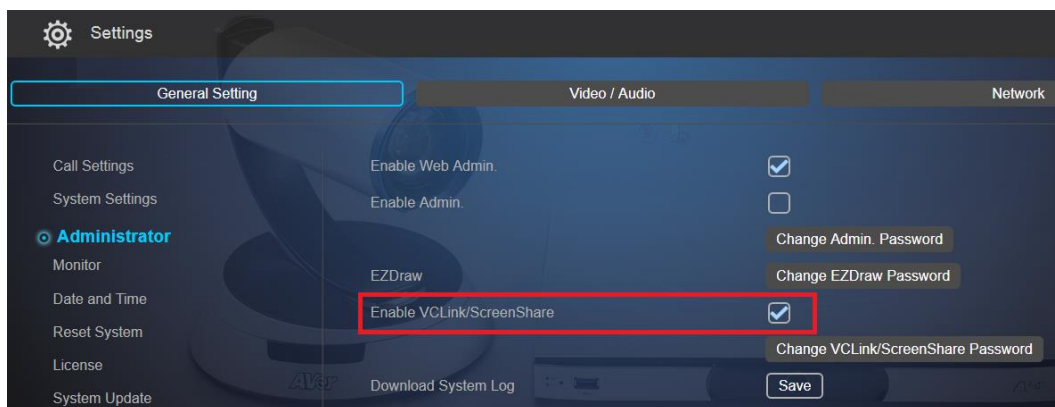 Settings
General Setting
Video / Audio
Network
Call Settings
Enable Web Admin.
System Settings
Enable Admin.
Administrator
Change Admin. Password
Monitor
EZDraw
Change EZDraw Password
Date and Time
Enable VCLink/ScreenShare
Reset System
Change VCLink/ScreenShare Password
License
AVer
Download System Log
Save
System Update